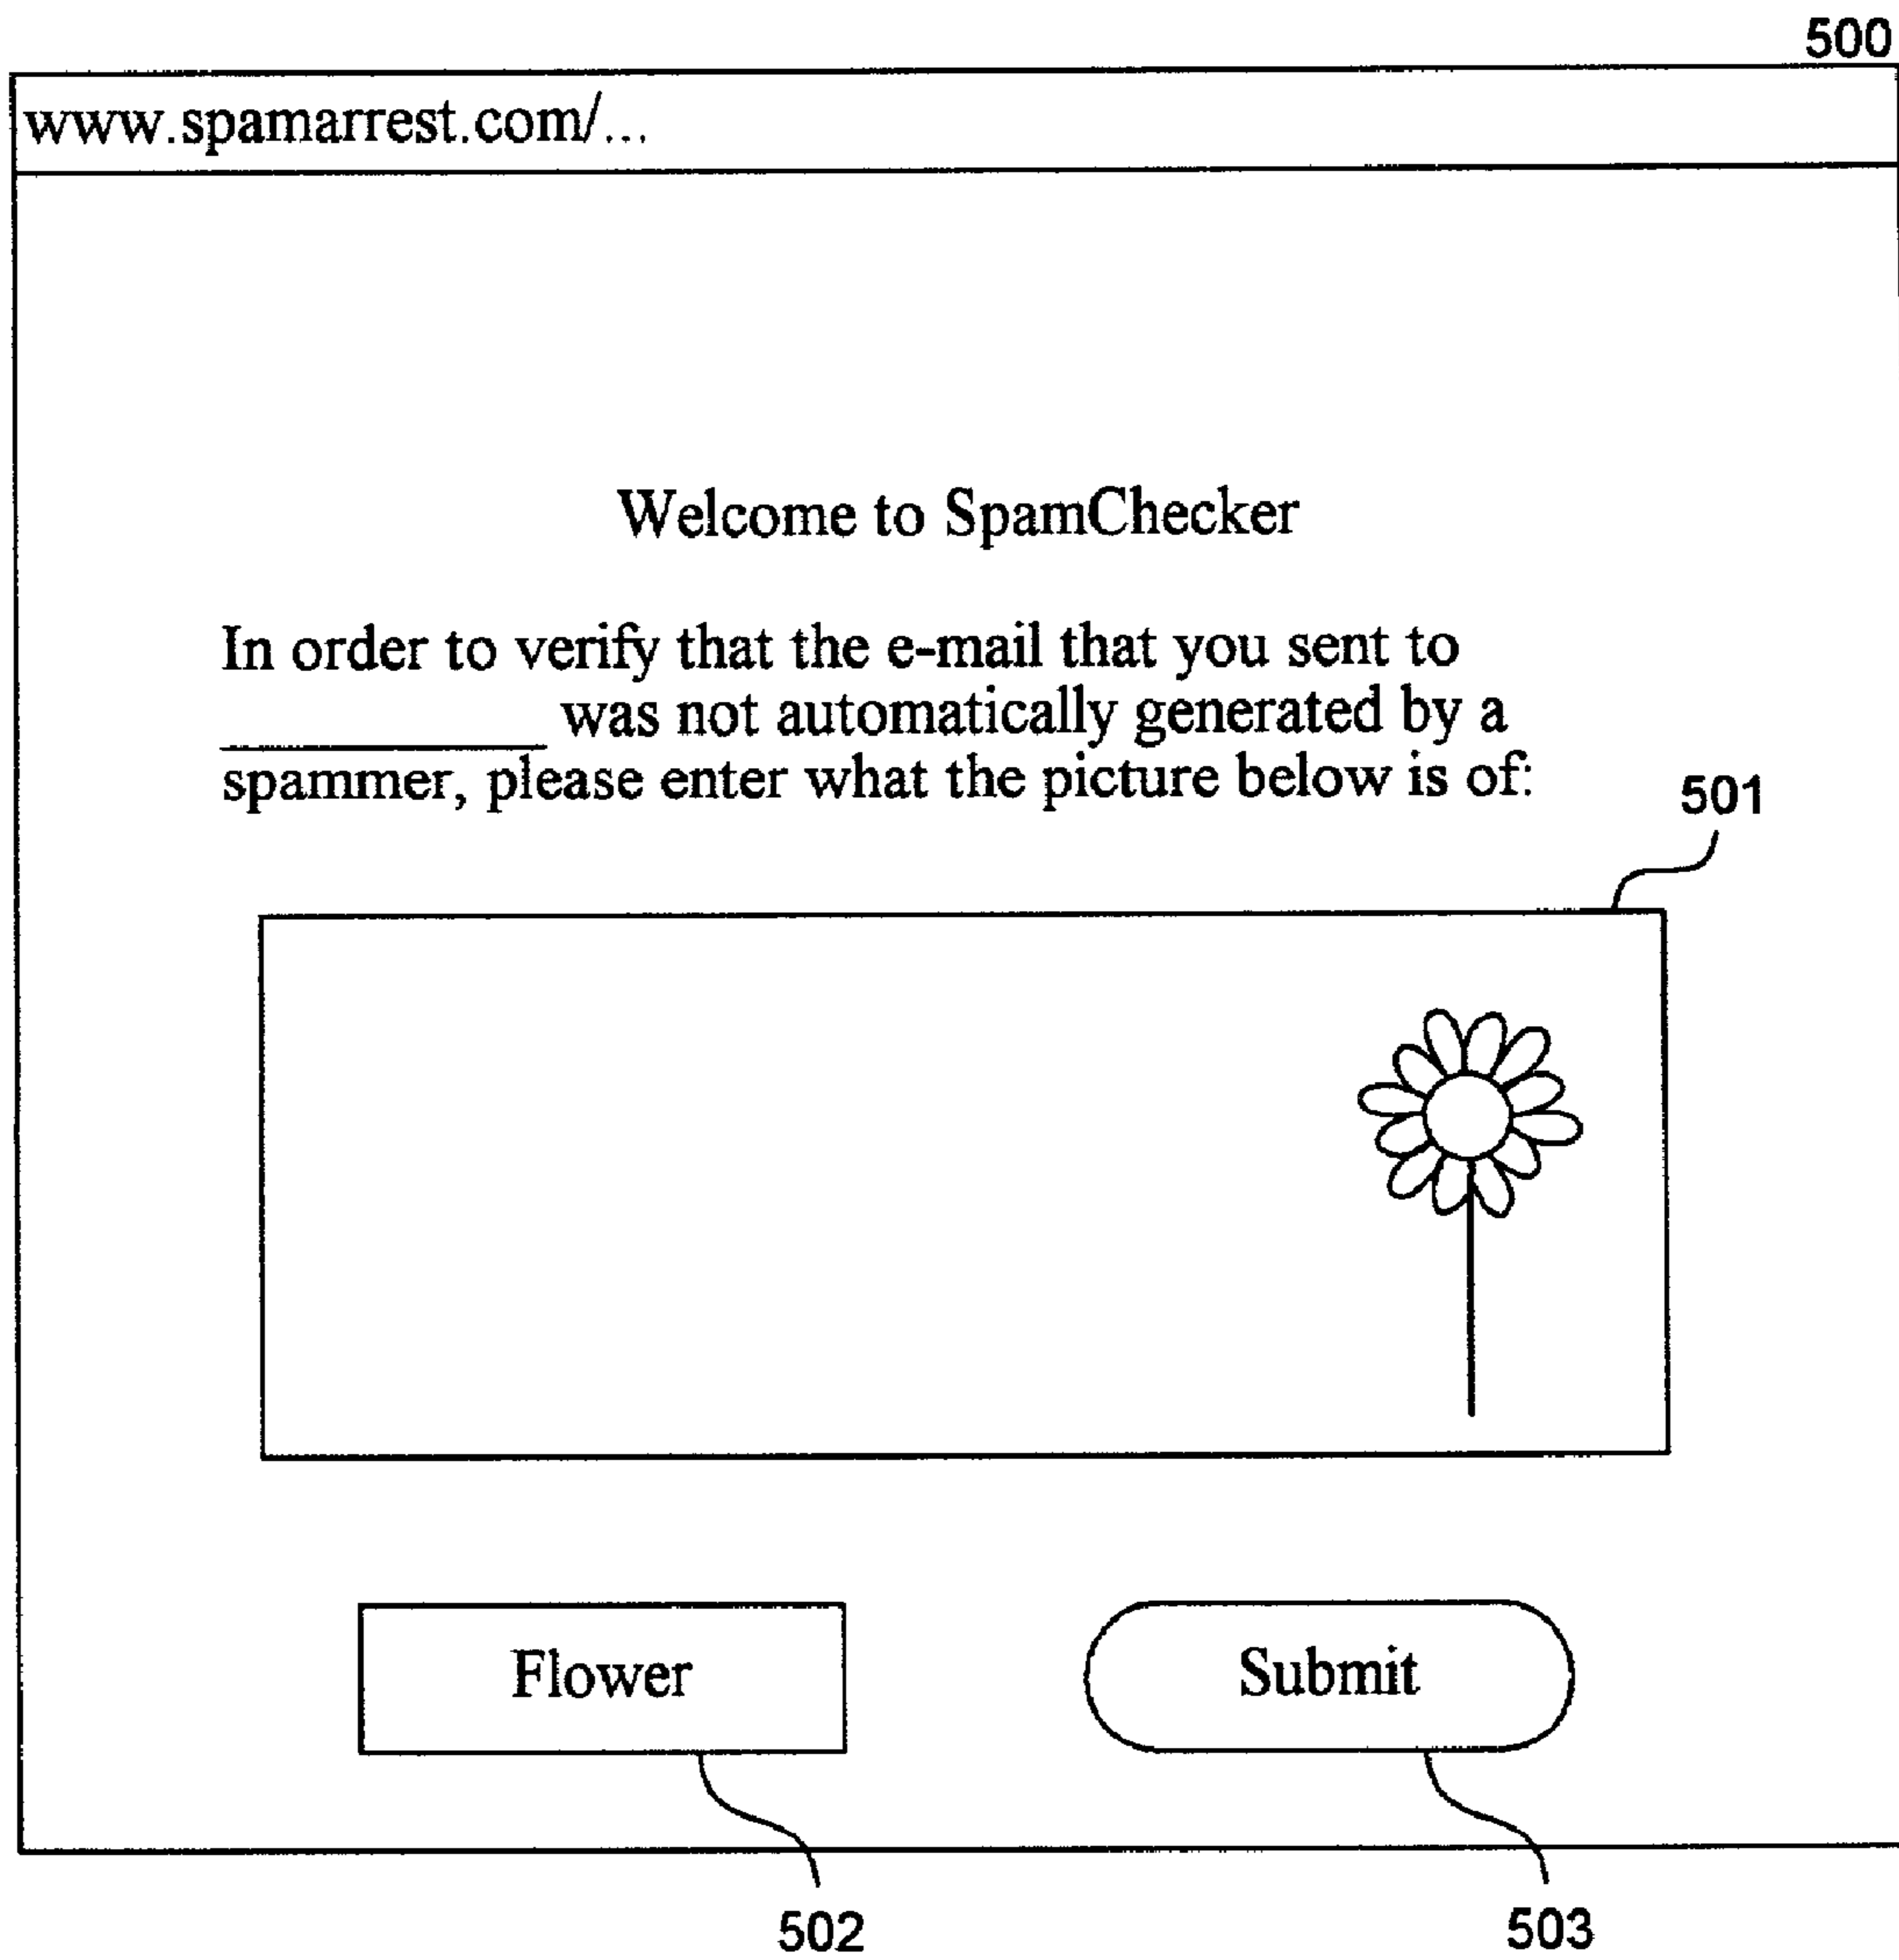 500
www.spamarrest.com/...
Welcome to SpamChecker
In order to verify that the e-mail that you sent to
____________ was not automatically generated by a
spammer, please enter what the picture below is of:
501
Flower
Submit
502
503